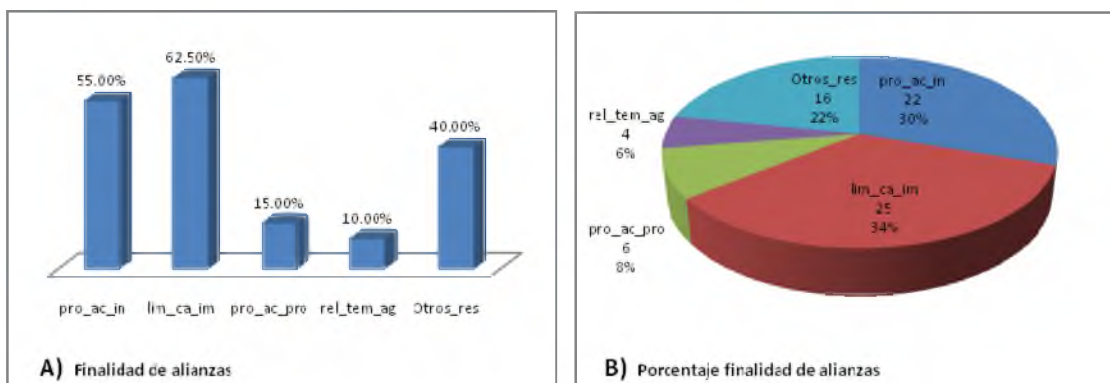 62.50%
55.00%
40.00%
15.00%
10.00%
pro_ac_in lim_ca_im pro_ac_pro rel_tem_ag Otros_res
A) Finalidad de alianzas
Otros_res
16
22%
pro_ac_in
22
30%
rel_tem_ag
4
6%
lim_ca_im
25
34%
pro_ac_pro
6
8%
B) Porcentaje finalidad de alianzas